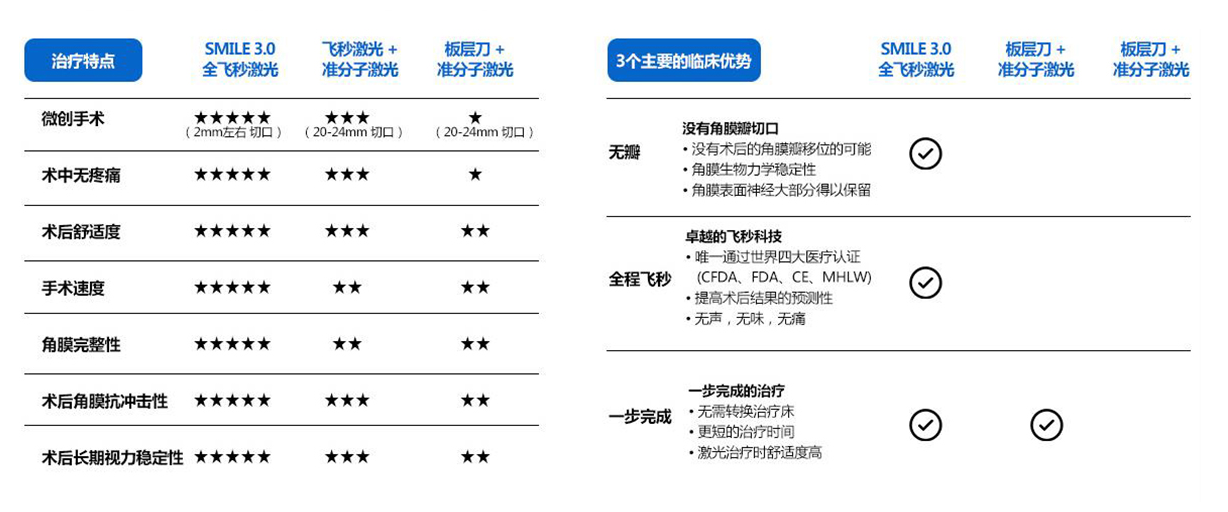 治疗特点
SMILE 3.0
全飞秒激光
飞秒激光 +
准分子激光
板层刀 +
准分子激光
微创手术
★★★★★
( 2mm左右 切口 )
★★★
( 20-24mm 切口 )
★
( 20-24mm 切口 )
术中无疼痛
★★★★★
★★★
★
术后舒适度
★★★★★
★★★
★★
手术速度
★★★★★
★★
★★
角膜完整性
★★★★★
★★
★★
术后角膜抗冲击性
★★★★★
★★★
★★
术后长期视力稳定性
★★★★★
★★★
★★
3个主要的临床优势
SMILE 3.0
全飞秒激光
板层刀 +
准分子激光
板层刀 +
准分子激光
无瓣
没有角膜瓣切口
• 没有术后的角膜瓣移位的可能
• 角膜生物力学稳定性
• 角膜表面神经大部分得以保留
全程飞秒
卓越的飞秒科技
• 唯一通过世界四大医疗认证
(CFDA、FDA、CE、MHLW)
• 提高术后结果的预测性
• 无声，无味，无痛
一步完成
一步完成的治疗
• 无需转换治疗床
• 更短的治疗时间
• 激光治疗时舒适度高